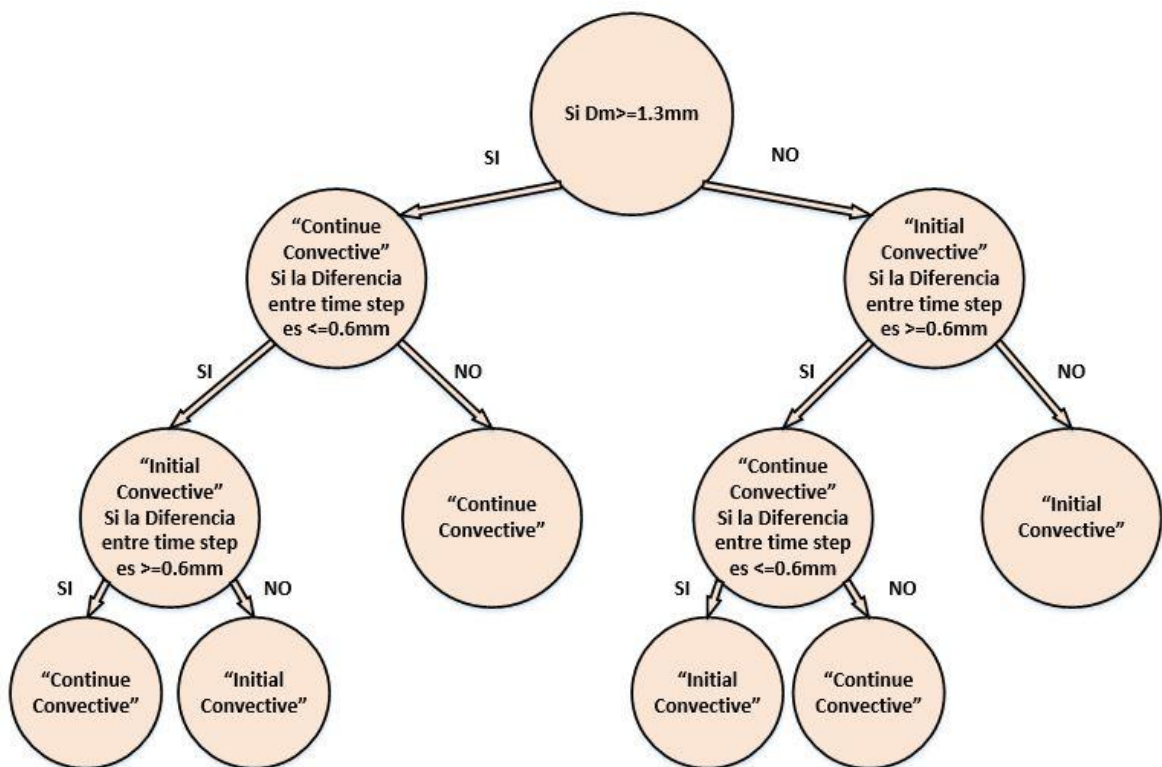 Si Dm>=1.3mm
SI
NO
“Continue
Convective”
Si la Diferencia
entre time step
es <=0.6mm
“Initial
Convective”
Si la Diferencia
entre time step
es >=0.6mm
SI
NO
SI
NO
“Initial
Convective”
Si la Diferencia
entre time step
es >=0.6mm
“Continue
Convective”
“Continue
Convective”
Si la Diferencia
entre time step
es <=0.6mm
“Initial
Convective”
SI
NO
SI
NO
“Continue
Convective”
“Initial
Convective”
“Initial
Convective”
“Continue
Convective”